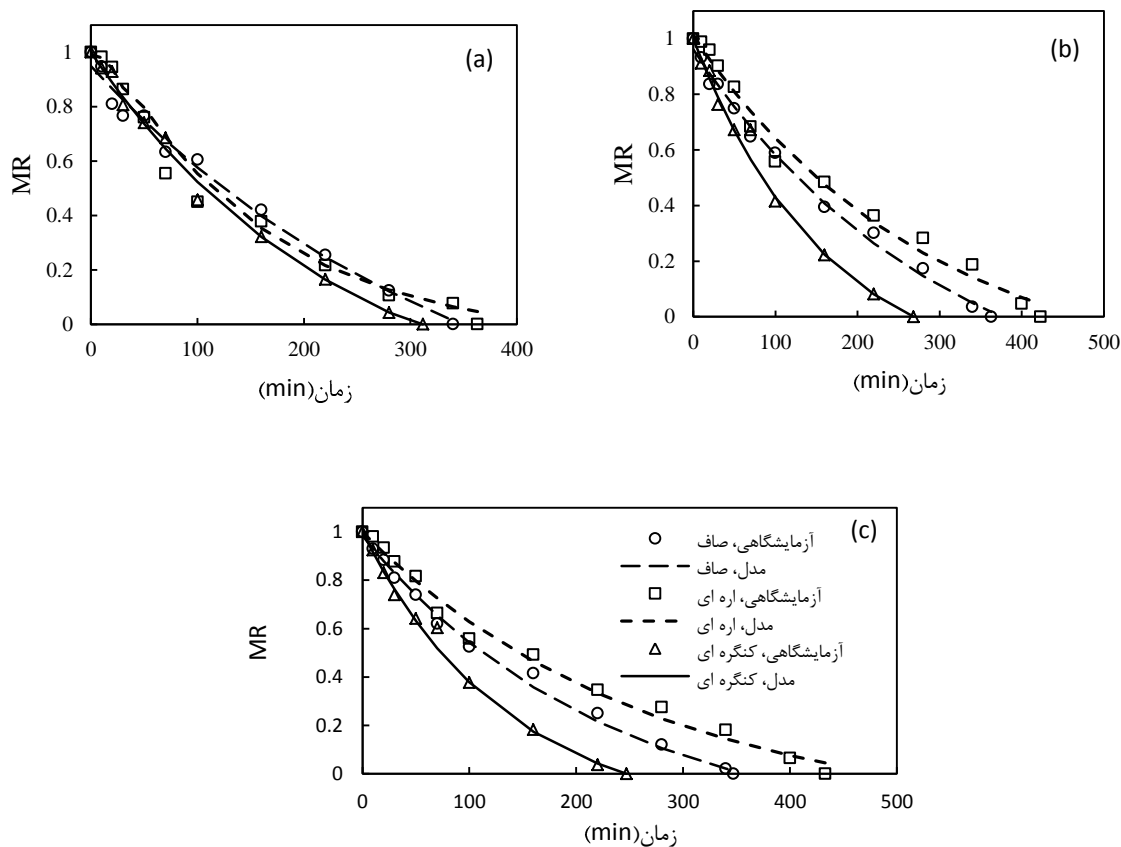 (a)
MR
1
0.8
0.6
0.4
0.2
0
0 100 200 300 400
زمان(min)
(b)
MR
1
0.8
0.6
0.4
0.2
0
0 100 200 300 400 500
زمان(min)
(c)
MR
1
0.8
0.6
0.4
0.2
0
0 100 200 300 400 500
زمان(min)
آزمایشگاهی، صاف
مدل، صاف
آزمایشگاهی، اره ای
مدل، اره ای
آزمایشگاهی، کنگره ای
مدل، کنگره ای